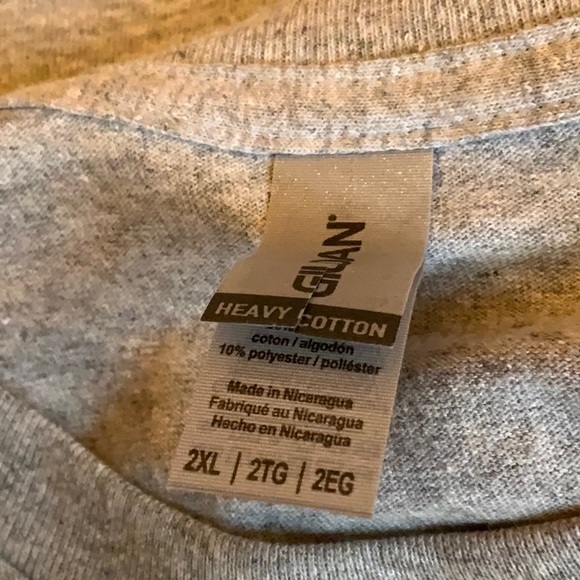 GILDAN®
HEAVY COTTON
coton / algodón
10% polyester / poliéster
Made in Nicaragua
Fabriqué au Nicaragua
Hecho en Nicaragua
2XL | 2TG | 2EG